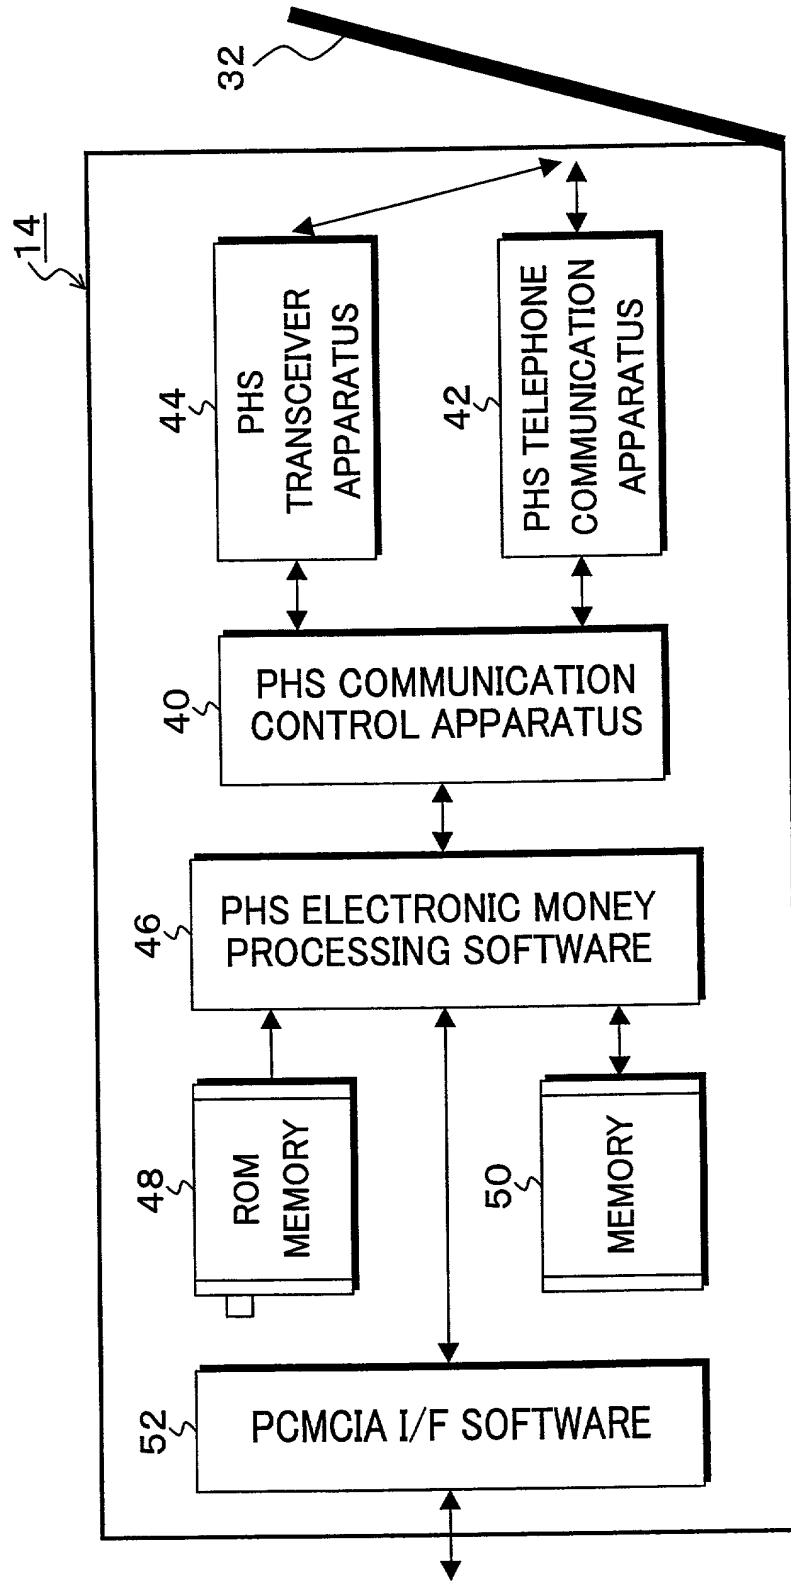 14
32
44
PHS
TRANSCEIVER
APPARATUS
42
PHS TELEPHONE
COMMUNICATION
APPARATUS
40
PHS COMMUNICATION
CONTROL APPARATUS
46
PHS ELECTRONIC MONEY
PROCESSING SOFTWARE
48
ROM
MEMORY
50
MEMORY
52
PCMCIA I/F SOFTWARE